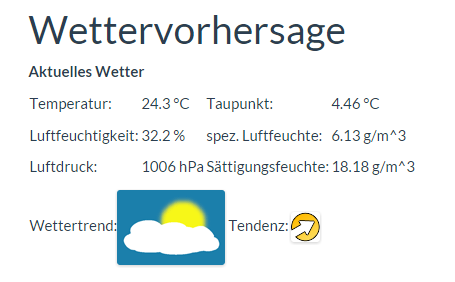 Wettervorhersage
Aktuelles Wetter
Temperatur: 24.3 °C Taupunkt: 4.46 °C
Luftfeuchtigkeit: 32.2 % spez. Luftfeuchte: 6.13 g/m^3
Luftdruck: 1006 hPa Sättigungsfeuchte: 18.18 g/m^3
Wettertrend: Tendenz: